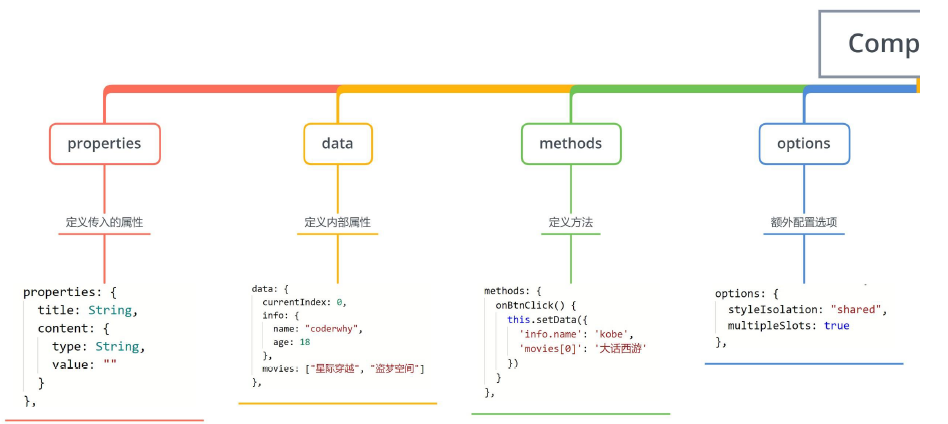 Comp
properties
data
methods
options
定义传入的属性
定义内部属性
定义方法
额外配置选项
properties: {
title: String,
content: {
type: String,
value: ""
}
},
data: {
currentIndex: 0,
info: {
name: "coderwhy",
age: 18
},
movies: ["星际穿越", "盗梦空间"]
},
methods: {
onBtnClick() {
this.setData({
'info.name': 'kobe',
'movies[0]': '大话西游'
})
}
},
options: {
styleIsolation: "shared",
multipleSlots: true
},